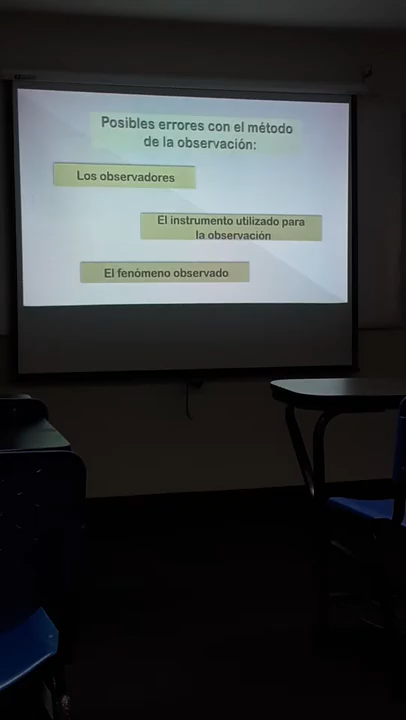 Posibles errores con el método
de la observación:
Los observadores
El instrumento utilizado para
la observación
El fenómeno observado